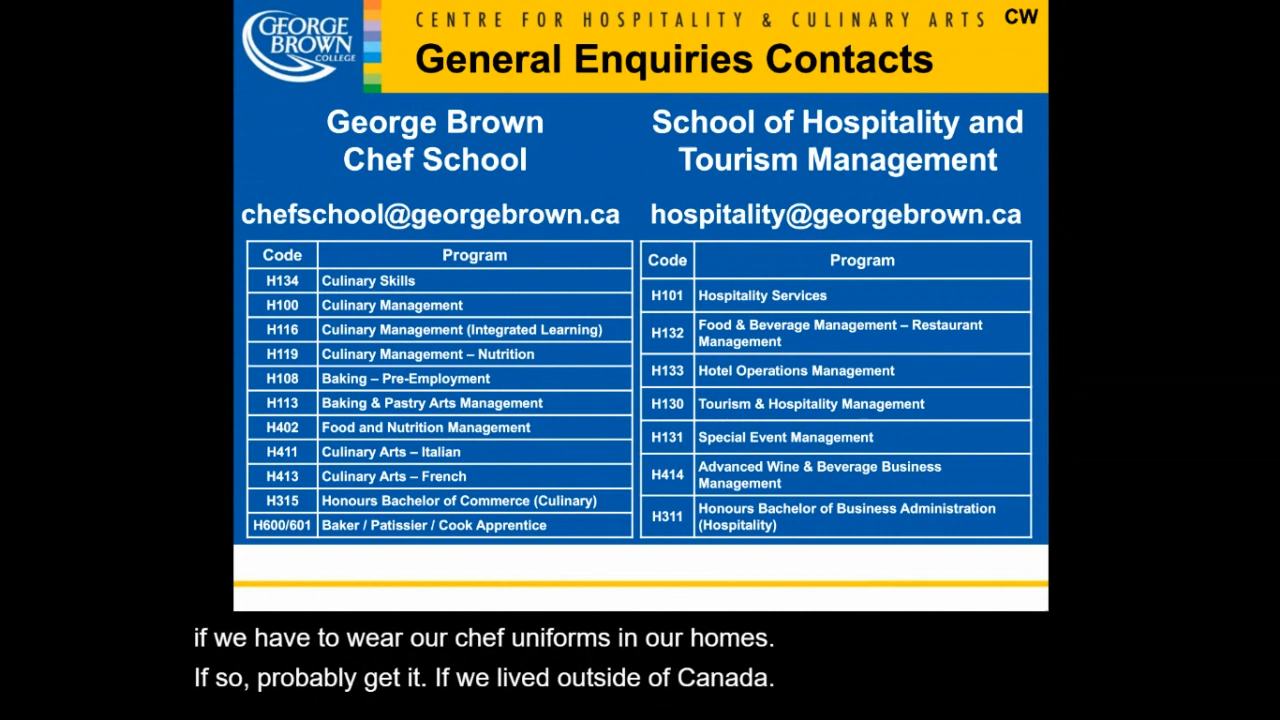 GEORGE
BROWN
COLLEGE
CENTRE FOR HOSPITALITY & CULINARY ARTS
CW
General Enquiries Contacts
George Brown
Chef School
chefschool@georgebrown.ca
Code Program
H134 Culinary Skills
H100 Culinary Management
H116 Culinary Management (Integrated Learning)
H119 Culinary Management – Nutrition
H108 Baking – Pre-Employment
H113 Baking & Pastry Arts Management
H402 Food and Nutrition Management
H411 Culinary Arts – Italian
H413 Culinary Arts – French
H315 Honours Bachelor of Commerce (Culinary)
H600/601 Baker / Patissier / Cook Apprentice
School of Hospitality and
Tourism Management
hospitality@georgebrown.ca
Code Program
H101 Hospitality Services
H132 Food & Beverage Management – Restaurant
Management
H133 Hotel Operations Management
H130 Tourism & Hospitality Management
H131 Special Event Management
H414 Advanced Wine & Beverage Business
Management
H311 Honours Bachelor of Business Administration
(Hospitality)
if we have to wear our chef uniforms in our homes.
If so, probably get it. If we lived outside of Canada.